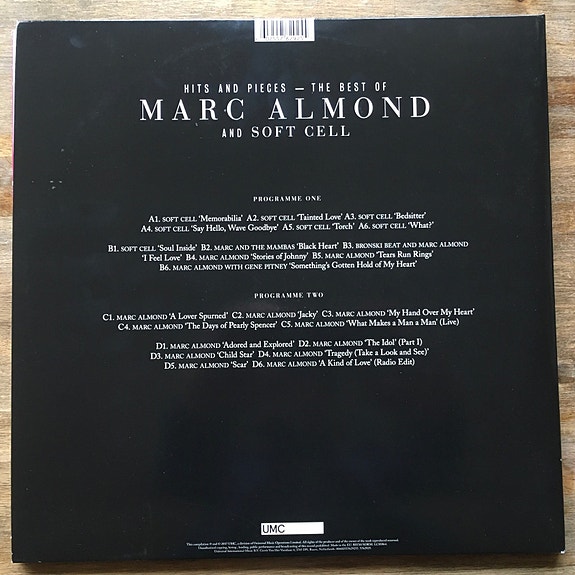 HITS AND PIECES — THE BEST OF
MARC ALMOND
AND SOFT CELL
PROGRAMME ONE
A1. SOFT CELL ‘Memorabilia’ A2. SOFT CELL ‘Tainted Love’ A3. SOFT CELL ‘Bedsitter’
A4. SOFT CELL ‘Say Hello, Wave Goodbye’ A5. SOFT CELL ‘Torch’ A6. SOFT CELL ‘What?’
B1. SOFT CELL ‘Soul Inside’ B2. MARC AND THE MAMBAS ‘Black Heart’ B3. BRONSKI BEAT AND MARC ALMOND
‘I Feel Love’ B4. MARC ALMOND ‘Stories of Johnny’ B5. MARC ALMOND ‘Tears Run Rings’
B6. MARC ALMOND WITH GENE PITNEY ‘Something’s Gotten Hold of My Heart’
PROGRAMME TWO
C1. MARC ALMOND ‘A Lover Spurned’ C2. MARC ALMOND ‘Jacky’ C3. MARC ALMOND ‘My Hand Over My Heart’
C4. MARC ALMOND ‘The Days of Pearly Spencer’ C5. MARC ALMOND ‘What Makes a Man a Man’ (Live)
D1. MARC ALMOND ‘Adored and Explored’ D2. MARC ALMOND ‘The Idol’ (Part I)
D3. MARC ALMOND ‘Child Star’ D4. MARC ALMOND ‘Tragedy (Take a Look and See)’
D5. MARC ALMOND ‘Scar’ D6. MARC ALMOND ‘A Kind of Love’ (Radio Edit)
UMC